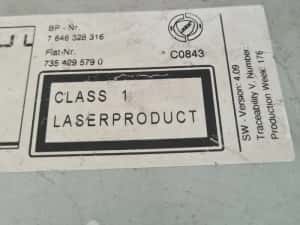 BP - Nr.
7 646 328 316
Fiat-Nr.
735 429 579 0
C0843
CLASS 1
LASERPRODUCT
SW - Version: 4.09
Traceability V. Number:
Production Week: 176